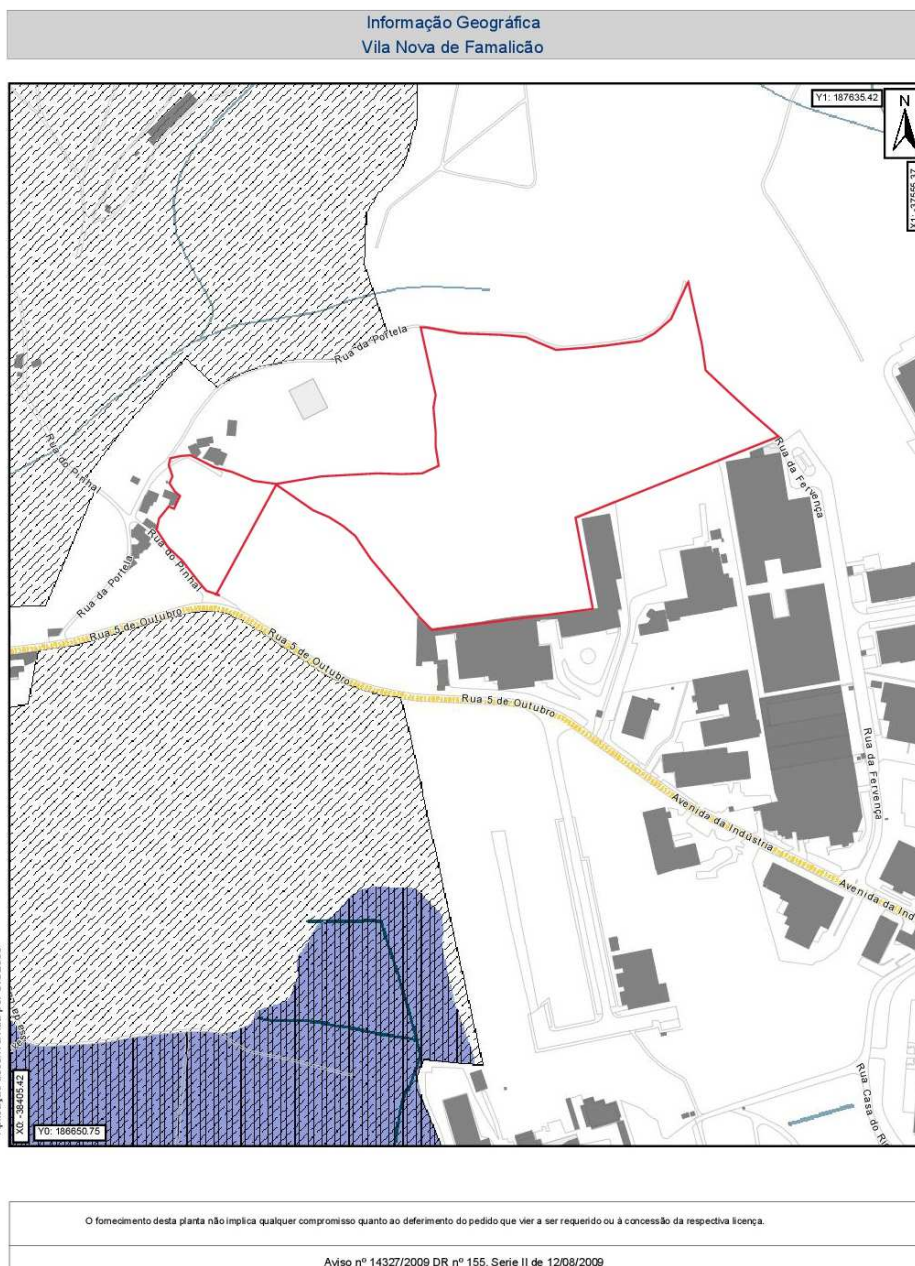 Informação Geográfica
Vila Nova de Famalicão
Y1: 187635.42
N
Rua da Portela
Rua do Pinhal
Rua da Fervença
Rua do Pinhal
Rua da Portela
Rua 5 de Outubro
Rua 5 de Outubro
Rua 5 de Outubro
Rua da Fervença
Avenida da Indústria
Avenida da Ind
X0: -38405.42
Y0: 186650.75
Rua Casa do
O fornecimento desta planta não implica qualquer compromisso quanto ao deferimento do pedido que vier a ser requerido ou à concessão da respectiva licença.
Aviso nº 14327/2009 DR nº 155, Serie II de 12/08/2009